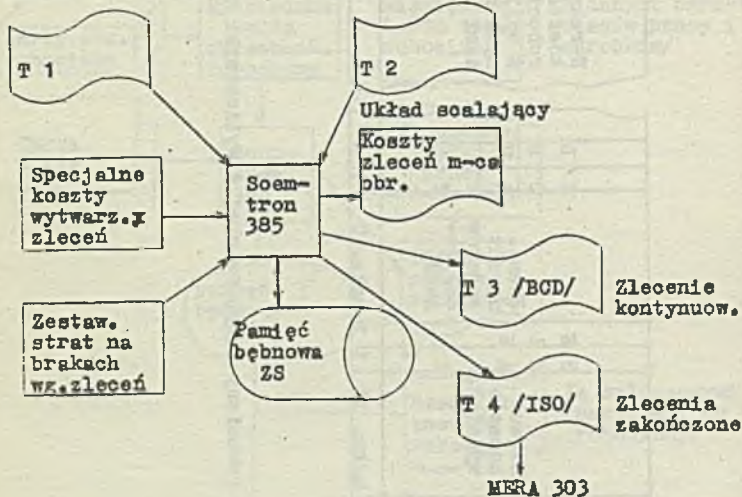 T 1
T 2
Układ scalający
Koszty
zleceń m-ca
obr.
Specjalne
koszty
wytwarz.
zleceń
Soem-
tron
385
T 3 /BCD/
Zlecenie
kontynuow.
Zestaw.
strat na
brakach
wg.zleceń
Pamięć
bębnowa
ZS
T 4 /ISO/
Zlecenia
zakończone
MERA 303